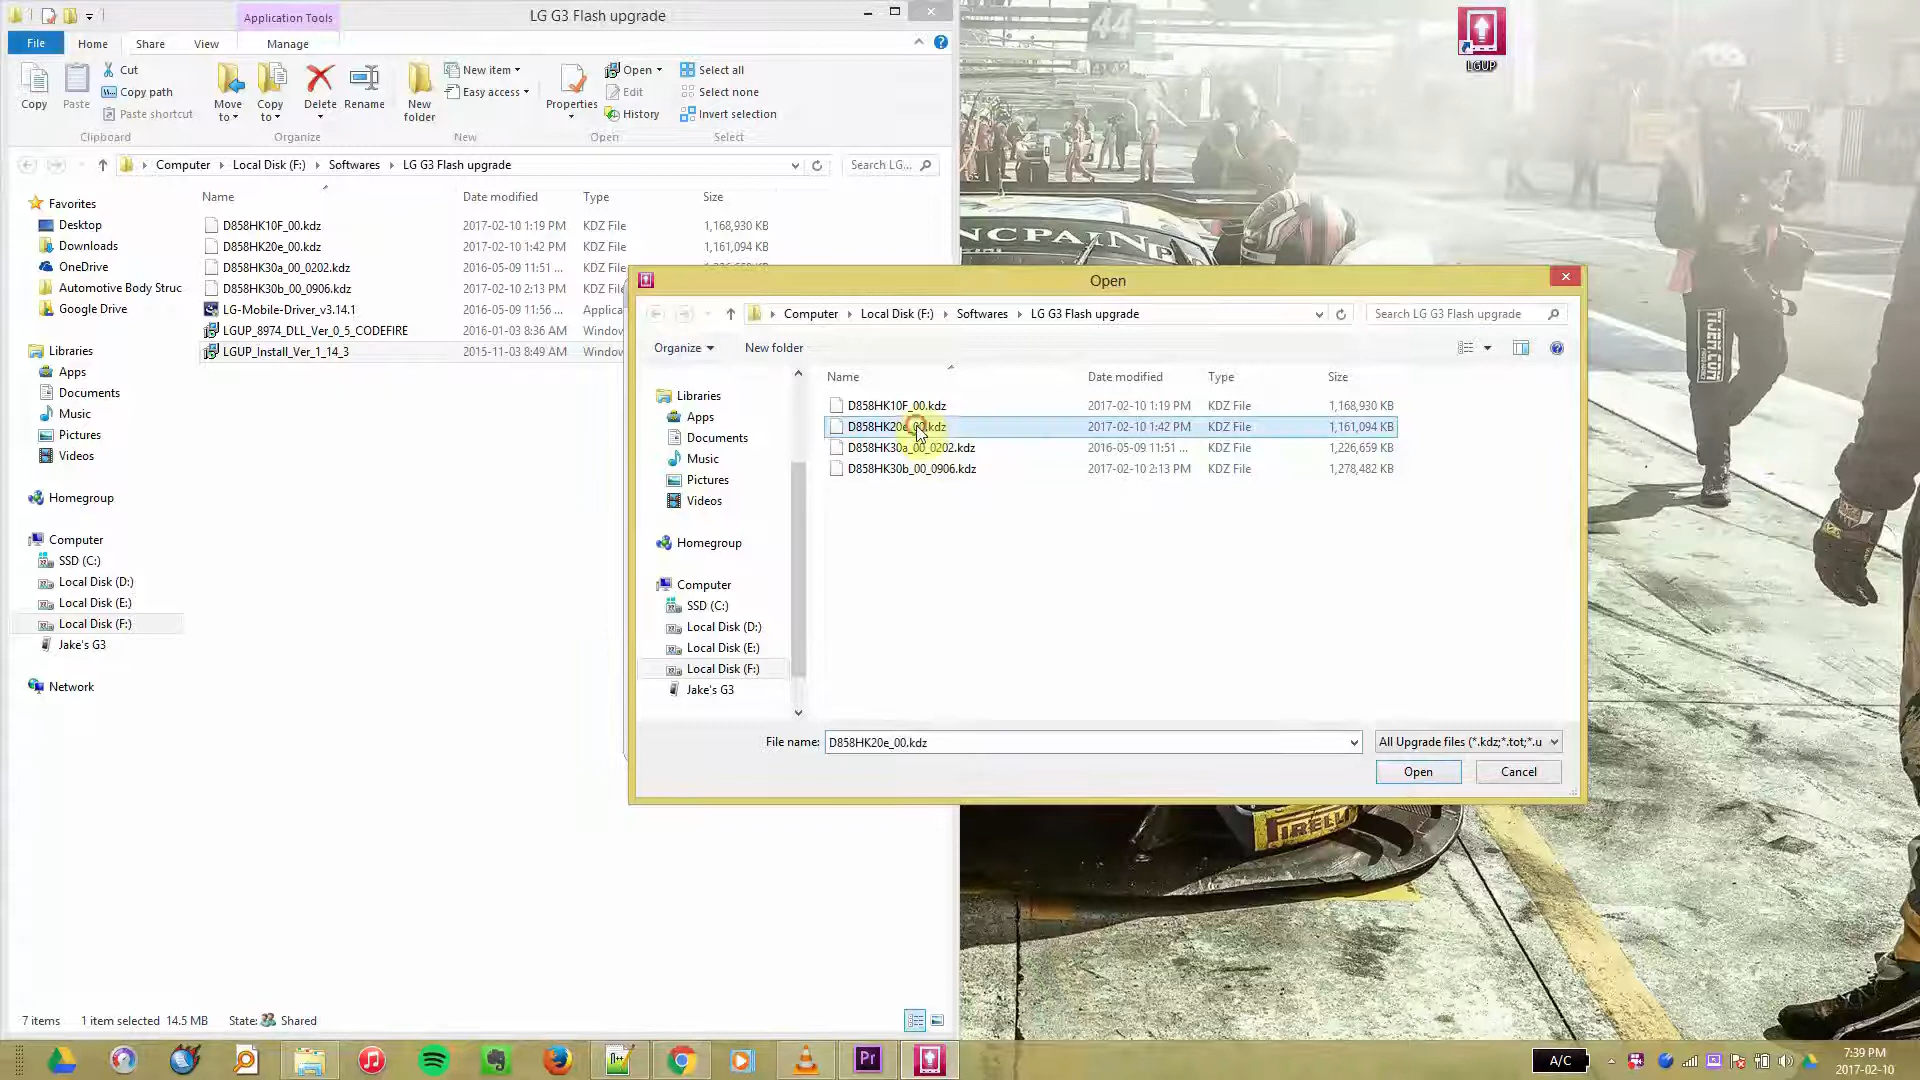 Application Tools LG G3 Flash upgrade
File Home Share View Manage
Copy Paste Cut
Copy path
Paste shortcut
Clipboard
Move to Copy to Delete Rename
Organize
New folder
New item
Easy access
New
Properties
Open
Edit
History
Open
Select all
Select none
Invert selection
Select
Computer Local Disk (F:) Softwares LG G3 Flash upgrade Search LG...
Name Date modified Type Size
D858HK10F_00.kdz 2017-02-10 1:19 PM KDZ File 1,168,930 KB
D858HK20e_00.kdz 2017-02-10 1:42 PM KDZ File 1,161,094 KB
D858HK30a_00_0202.kdz 2016-05-09 11:51 ... KDZ File
D858HK30b_00_0906.kdz 2017-02-10 2:13 PM KDZ File
LG-Mobile-Driver_v3.14.1 2016-05-09 11:56 ... Applica
LGUP_8974_DLL_Ver_0_5_CODEFIRE 2016-01-03 8:36 AM Window
LGUP_Install_Ver_1_14_3 2015-11-03 8:49 AM Window
Favorites
Desktop
Downloads
OneDrive
Automotive Body Struc
Google Drive
Libraries
Apps
Documents
Music
Pictures
Videos
Homegroup
Computer
SSD (C:)
Local Disk (D:)
Local Disk (E:)
Local Disk (F:)
Jake's G3
Network
7 items 1 item selected 14.5 MB State: Shared
LGUP
44
NCPAIN
TIJEM.COM
PIRELLI
Open
Computer Local Disk (F:) Softwares LG G3 Flash upgrade Search LG G3 Flash upgrade
Organize New folder
Libraries
Apps
Documents
Music
Pictures
Videos
Homegroup
Computer
SSD (C:)
Local Disk (D:)
Local Disk (E:)
Local Disk (F:)
Jake's G3
Name Date modified Type Size
D858HK10F_00.kdz 2017-02-10 1:19 PM KDZ File 1,168,930 KB
D858HK20e_00.kdz 2017-02-10 1:42 PM KDZ File 1,161,094 KB
D858HK30a_00_0202.kdz 2016-05-09 11:51 ... KDZ File 1,226,659 KB
D858HK30b_00_0906.kdz 2017-02-10 2:13 PM KDZ File 1,278,482 KB
File name: D858HK20e_00.kdz All Upgrade files (*.kdz;*.tot;*.u
Open Cancel
Pr
A/C
7:39 PM
2017-02-10